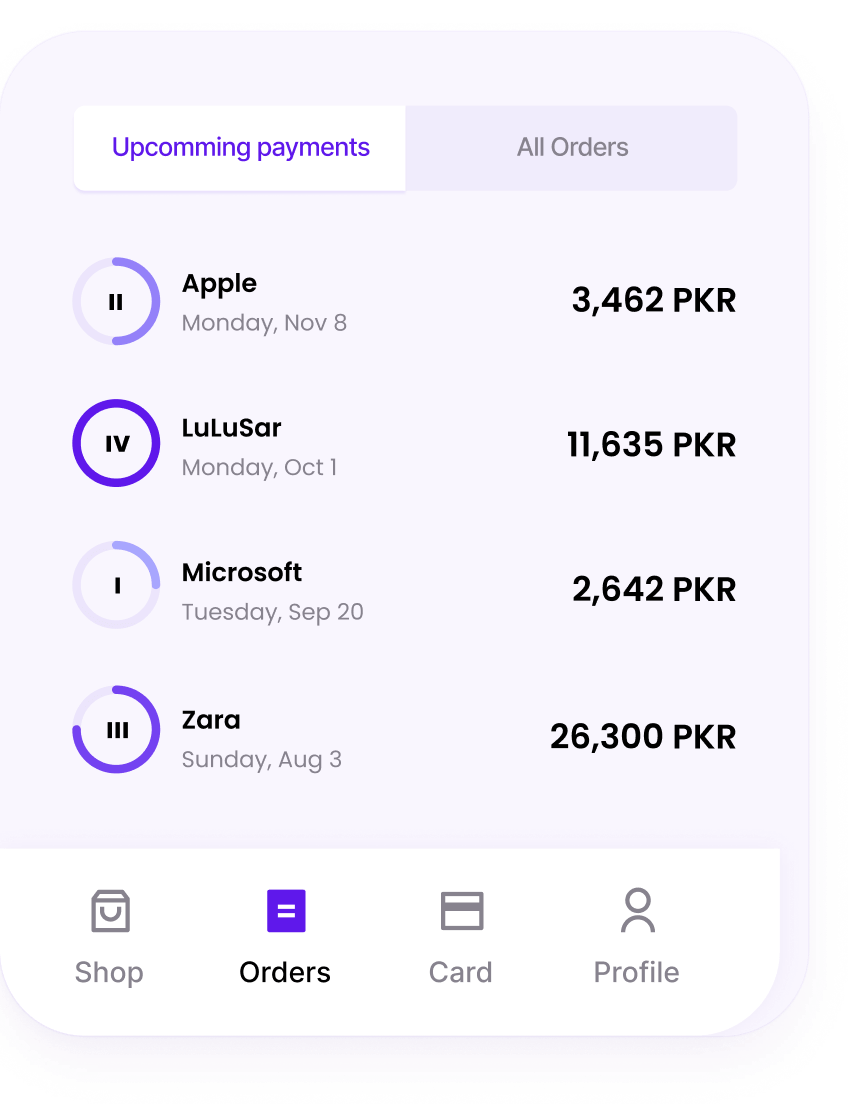 Upcomming payments
All Orders
II
Apple
Monday, Nov 8
3,462 PKR
IV
LuLuSar
Monday, Oct 1
11,635 PKR
I
Microsoft
Tuesday, Sep 20
2,642 PKR
III
Zara
Sunday, Aug 3
26,300 PKR
Shop
Orders
Card
Profile